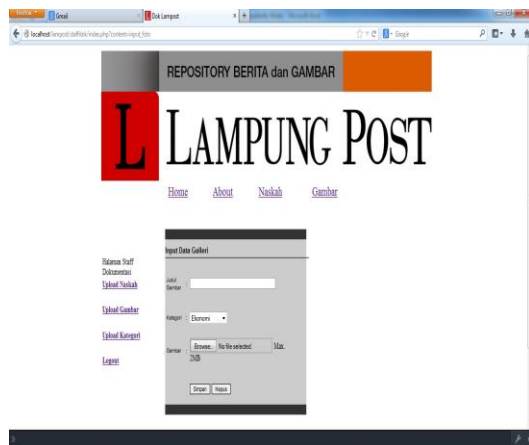 Gmail
Dok Lampost
localhost/lampost/staffdok/index.php?content=input_foto
Google
REPOSITORY BERITA dan GAMBAR
L LAMPUNG POST
Home About Naskah Gambar
Halaman Staff
Dokumentasi
Upload Naskah
Upload Gambar
Upload Kategori
Logout
Input Data Galleri
Judul
Gambar :
Kategori : Ekonomi
Gambar : Browse... No file selected. Max.
2MB
Simpan Hapus